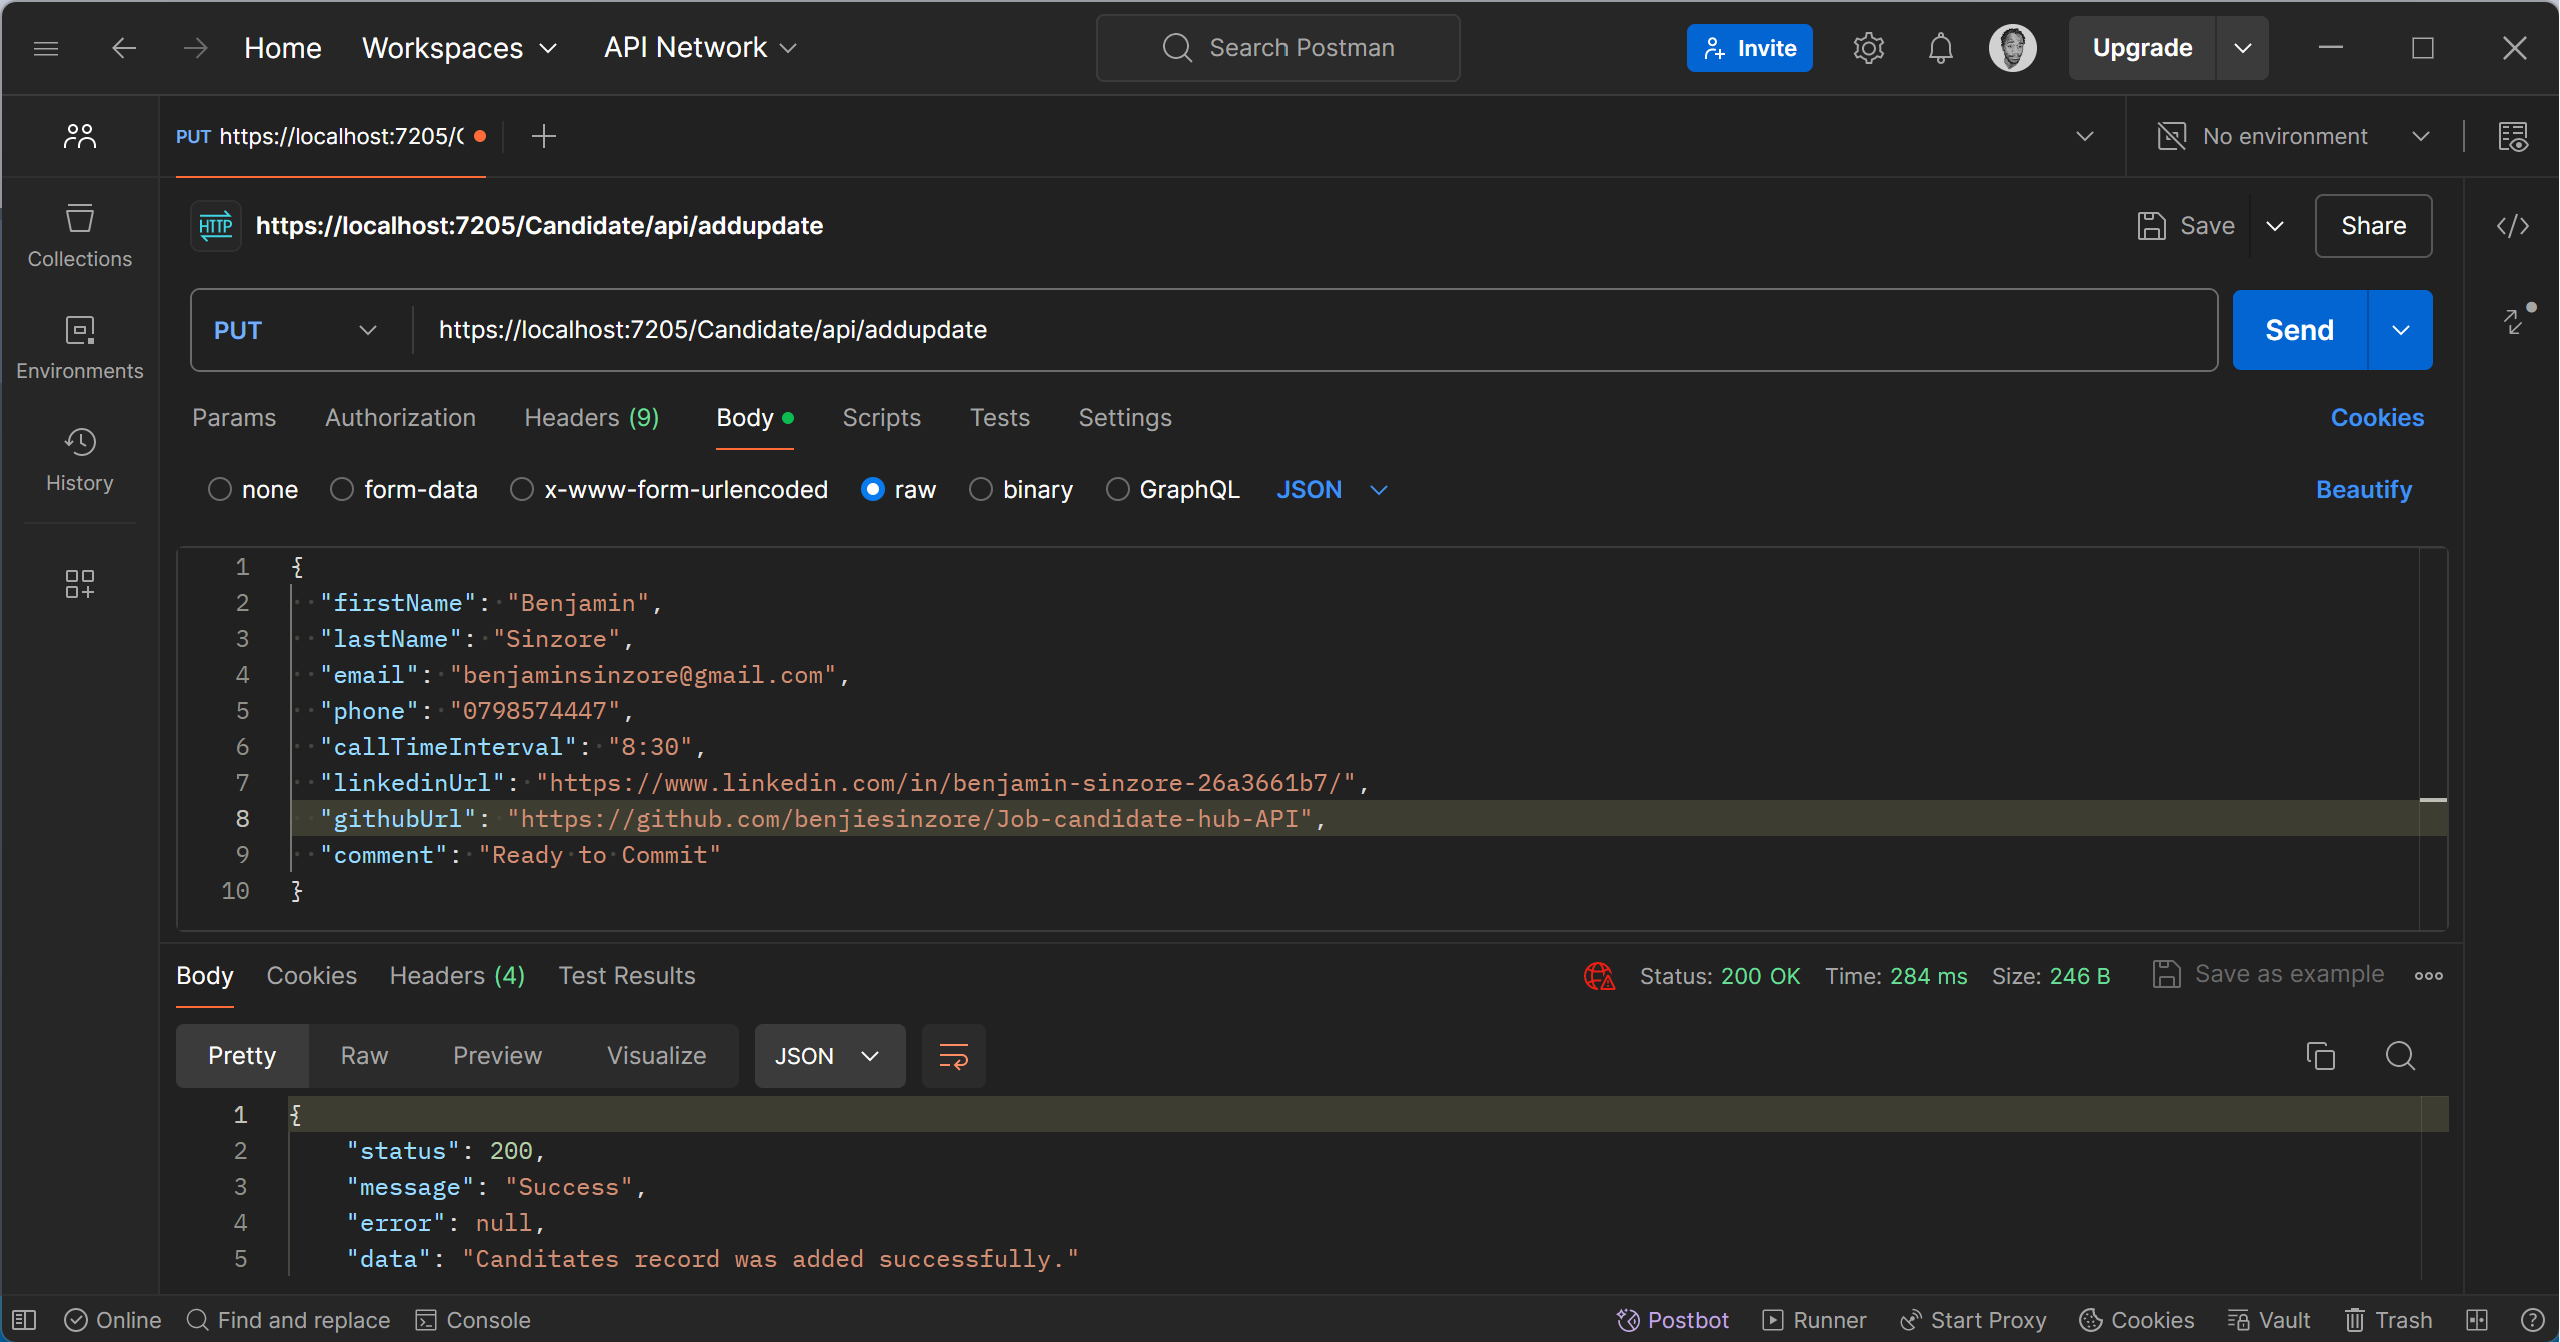 Home Workspaces API Network Search Postman Invite Upgrade
PUT https://localhost:7205/C No environment
HTTP https://localhost:7205/Candidate/api/addupdate Save Share
Collections
PUT https://localhost:7205/Candidate/api/addupdate Send
Environments
Params Authorization Headers (9) Body Scripts Tests Settings Cookies
History
none form-data x-www-form-urlencoded raw binary GraphQL JSON Beautify
1 {
2 "firstName": "Benjamin",
3 "lastName": "Sinzore",
4 "email": "benjaminsinzore@gmail.com",
5 "phone": "0798574447",
6 "callTimeInterval": "8:30",
7 "linkedinUrl": "https://www.linkedin.com/in/benjamin-sinzore-26a3661b7/",
8 "githubUrl": "https://github.com/benjiesinzore/Job-candidate-hub-API",
9 "comment": "Ready to Commit"
10 }
Body Cookies Headers (4) Test Results Status: 200 OK Time: 284 ms Size: 246 B Save as example
Pretty Raw Preview Visualize JSON
1 {
2 "status": 200,
3 "message": "Success",
4 "error": null,
5 "data": "Canditates record was added successfully."
Online Find and replace Console Postbot Runner Start Proxy Cookies Vault Trash